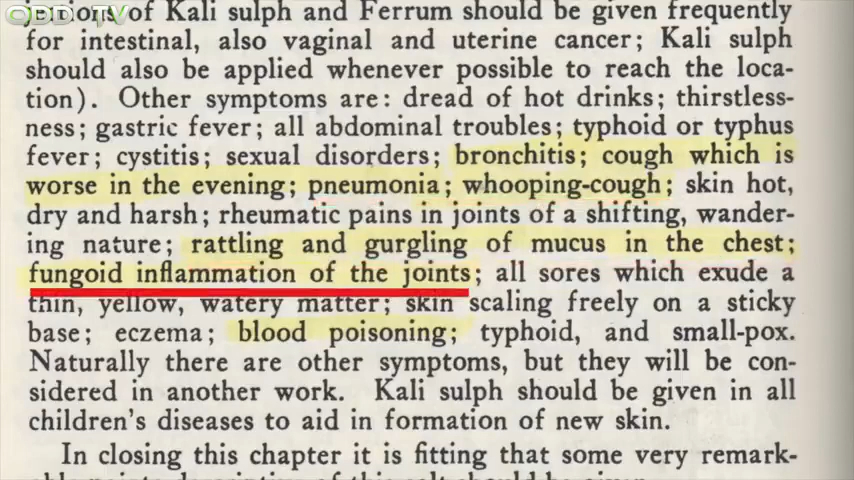 ODD TV
jections of Kali sulph and Ferrum should be given frequently
for intestinal, also vaginal and uterine cancer; Kali sulph
should also be applied whenever possible to reach the loca-
tion). Other symptoms are: dread of hot drinks; thirstless-
ness; gastric fever; all abdominal troubles; typhoid or typhus
fever; cystitis; sexual disorders; bronchitis; cough which is
worse in the evening; pneumonia; whooping-cough; skin hot,
dry and harsh; rheumatic pains in joints of a shifting, wander-
ing nature; rattling and gurgling of mucus in the chest;
fungoid inflammation of the joints; all sores which exude a
thin, yellow, watery matter; skin scaling freely on a sticky
base; eczema; blood poisoning; typhoid, and small-pox.
Naturally there are other symptoms, but they will be con-
sidered in another work. Kali sulph should be given in all
children's diseases to aid in formation of new skin.
In closing this chapter it is fitting that some very remark-